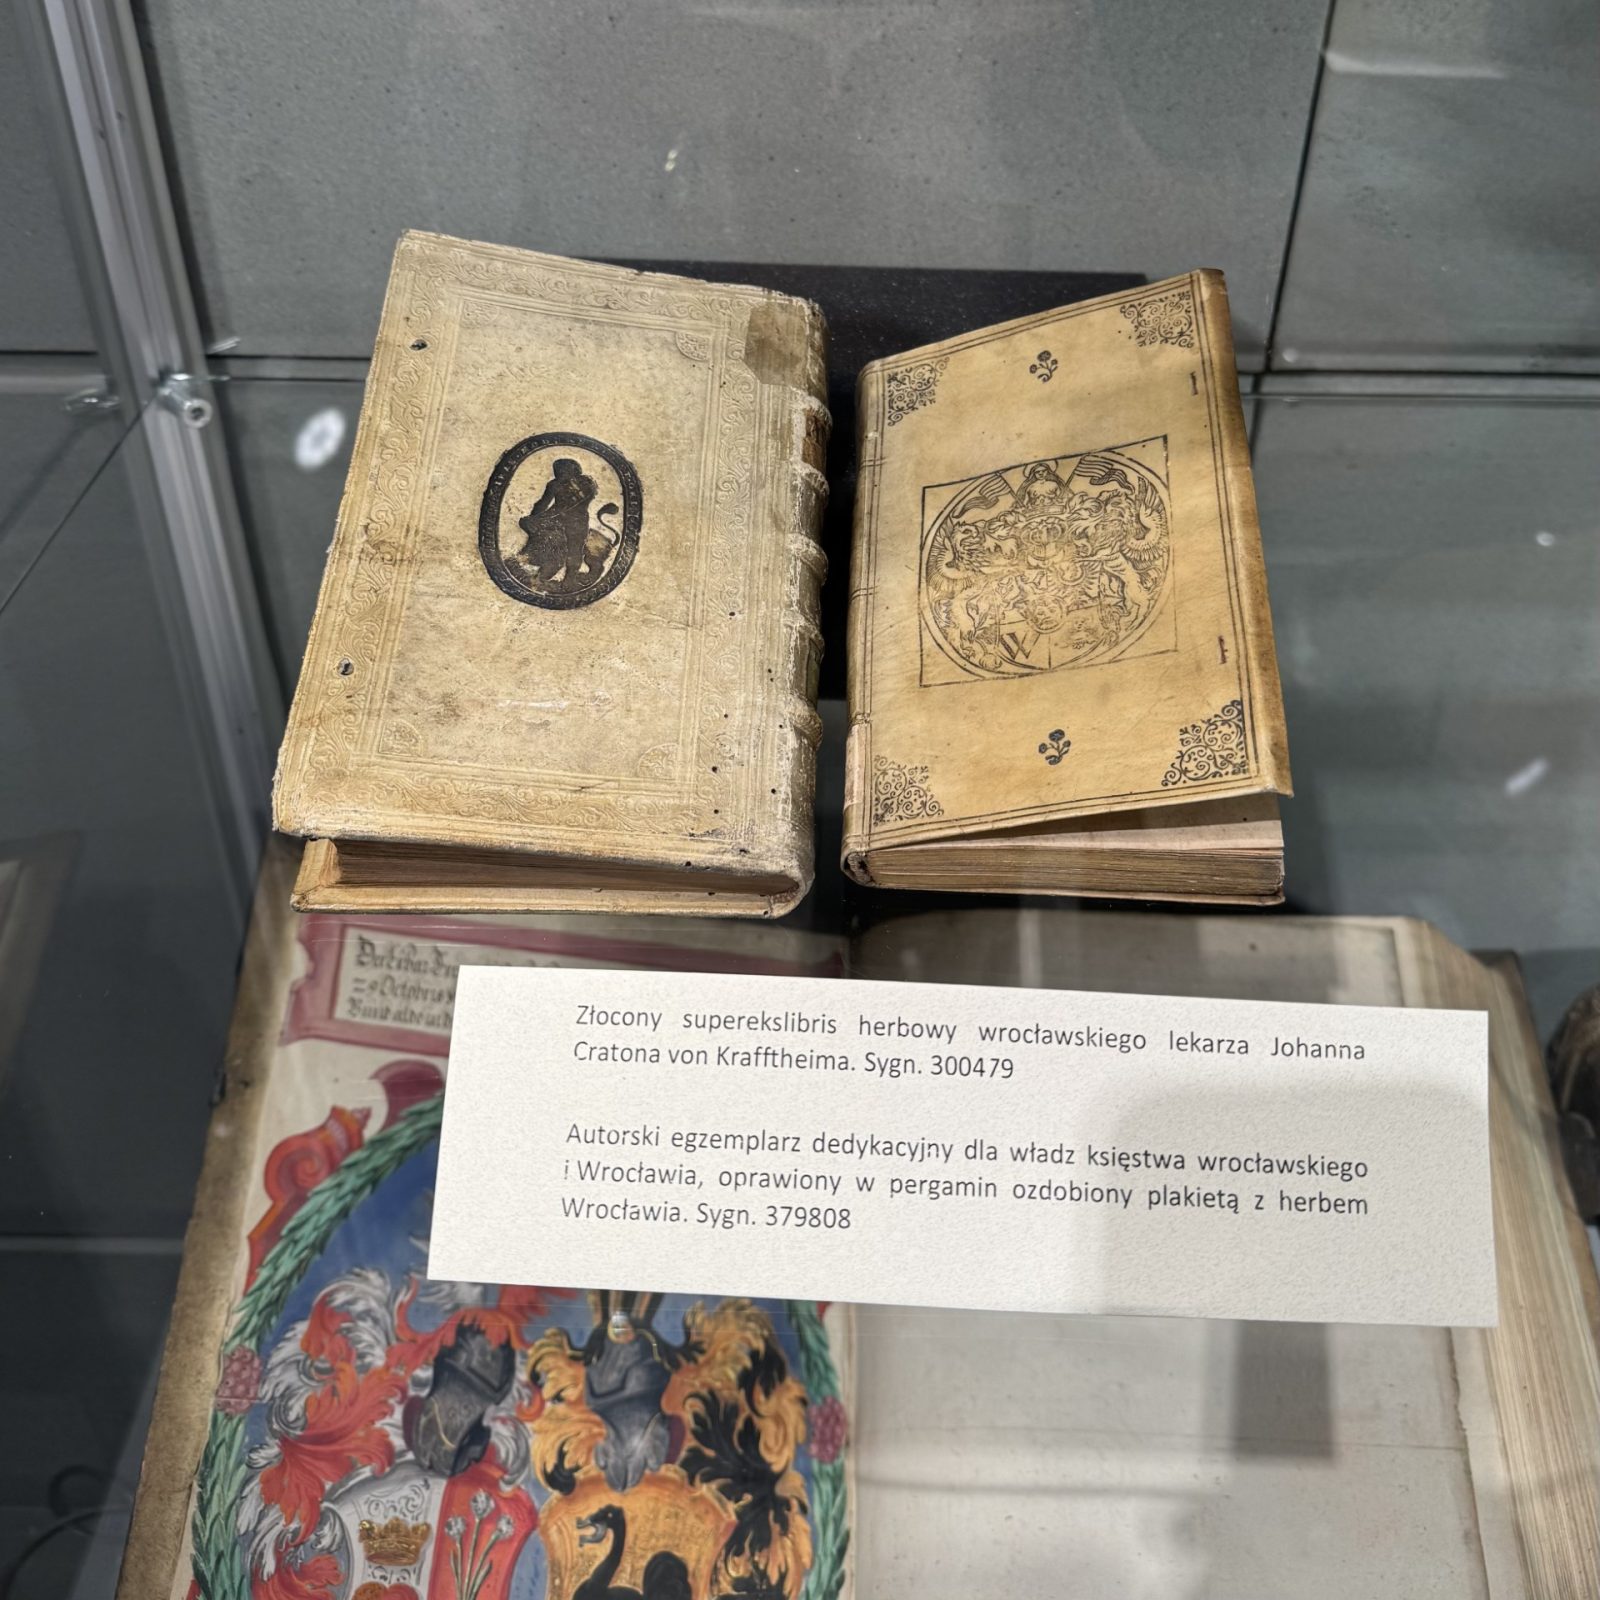 W
Złocony superekslibris herbowy wrocławskiego lekarza Johanna
Cratona von Krafftheima. Sygn. 300479
Autorski egzemplarz dedykacyjny dla władz księstwa wrocławskiego
i Wrocławia, oprawiony w pergamin ozdobiony plakietą z herbem
Wrocławia. Sygn. 379808